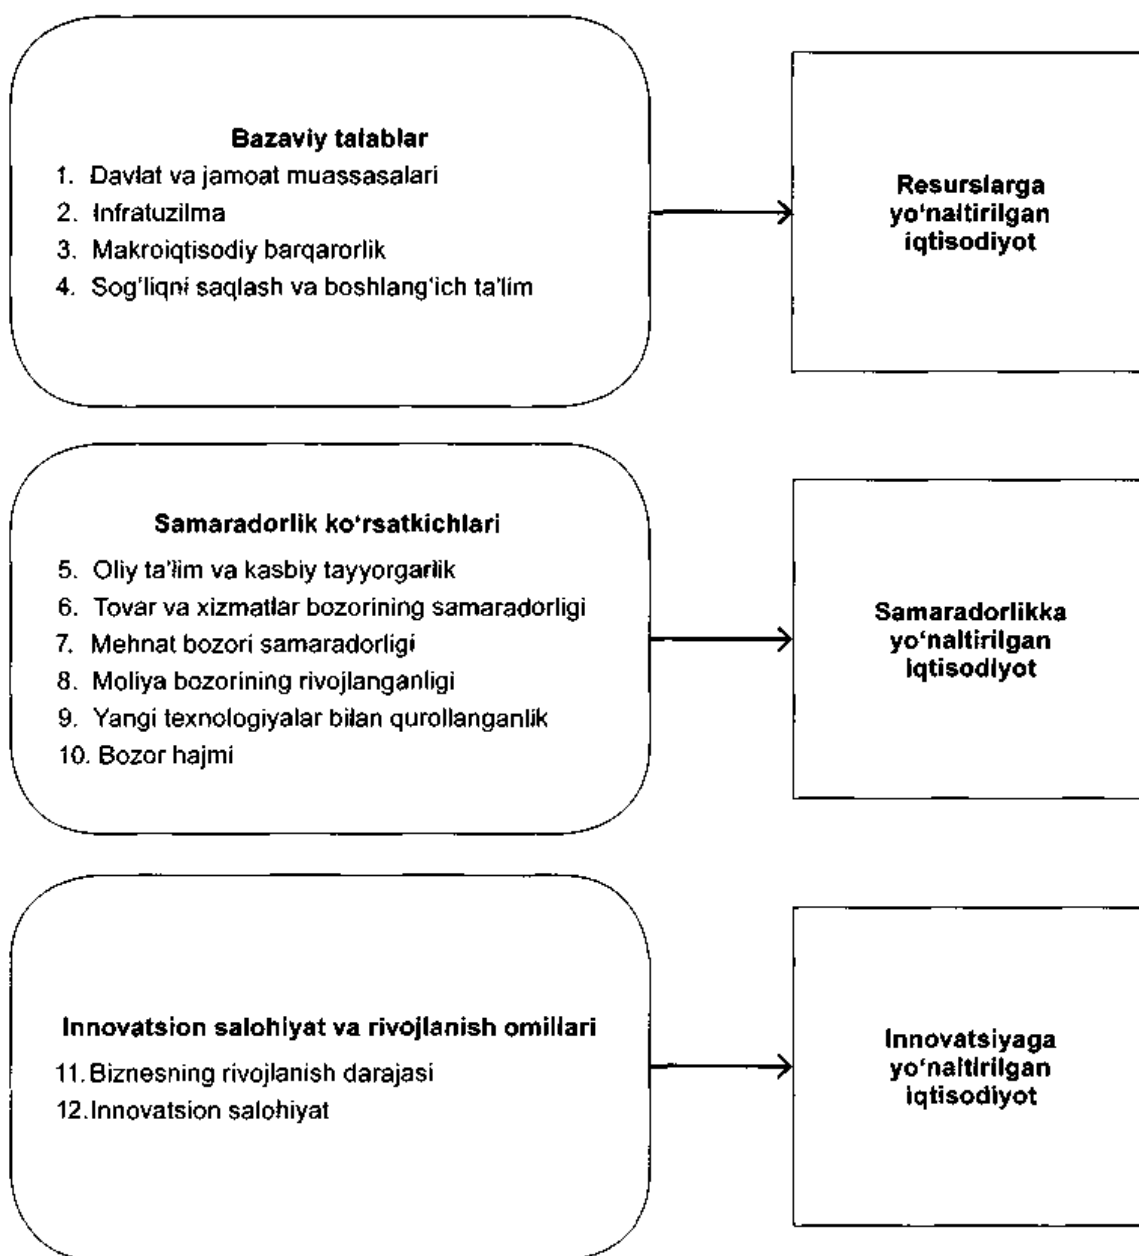 Bazaviy talablar
1. Davlat va jamoat muassasalari
2. Infratuzilma
3. Makroiqtisodiy barqarorlik
4. Sog'liqni saqlash va boshlang'ich ta'lim
Resurslarga
yo'naltirilgan
iqtisodiyot
Samaradorlik ko'rsatkichlari
5. Oliy ta'lim va kasbiy tayyorgarlik
6. Tovar va xizmatlar bozorining samaradorligi
7. Mehnat bozori samaradorligi
8. Moliya bozorining rivojlanganligi
9. Yangi texnologiyalar bilan qurollanganlik
10. Bozor hajmi
Samaradorlikka
yo'naltirilgan
iqtisodiyot
Innovatsion salohiyat va rivojlanish omillari
11. Biznesning rivojlanish darajasi
12. Innovatsion salohiyat
Innovatsiyaga
yo'naltirilgan
iqtisodiyot